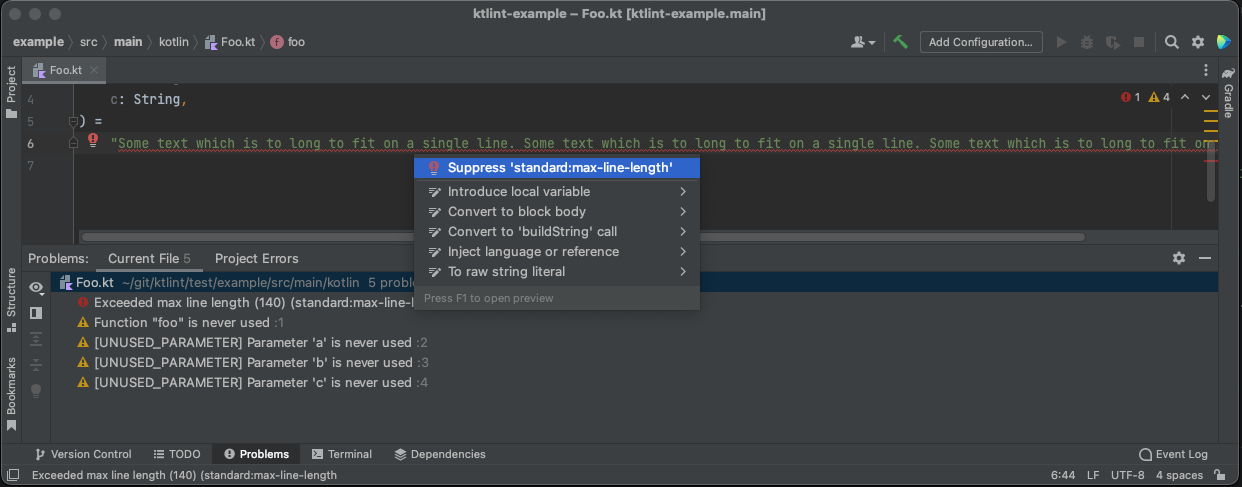 ktlint-example – Foo.kt [ktlint-example.main]
example src main kotlin Foo.kt f foo Add Configuration...
Project
Foo.kt
Gradle
4 c: String, 1 4
5 ) =
6 "Some text which is to long to fit on a single line. Some text which is to long to fit on a single line. Some text which is to long to fit on
7
Suppress 'standard:max-line-length'
Introduce local variable
Convert to block body
Convert to 'buildString' call
Inject language or reference
To raw string literal
Press F1 to open preview
Problems: Current File 5 Project Errors
Structure
Bookmarks
Foo.kt ~/git/ktlint/test/example/src/main/kotlin 5 proble
Exceeded max line length (140) (standard:max-line-l
Function "foo" is never used :1
[UNUSED_PARAMETER] Parameter 'a' is never used :2
[UNUSED_PARAMETER] Parameter 'b' is never used :3
[UNUSED_PARAMETER] Parameter 'c' is never used :4
Version Control TODO Problems Terminal Dependencies Event Log
Exceeded max line length (140) (standard:max-line-length 6:44 LF UTF-8 4 spaces